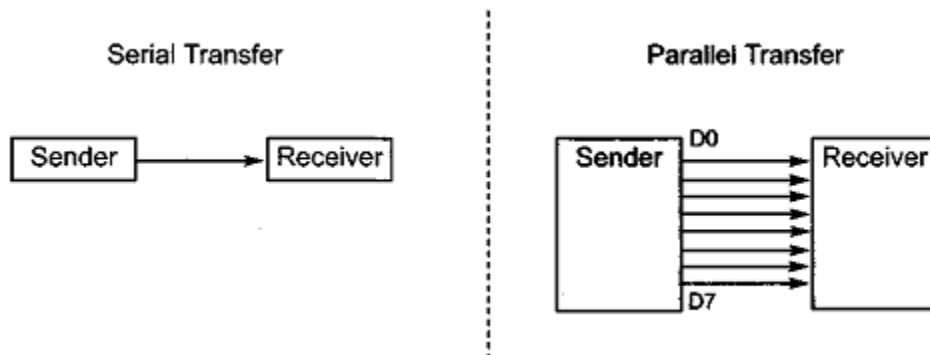 Serial Transfer
Sender
Receiver
Parallel Transfer
D0
Sender
Receiver
D7